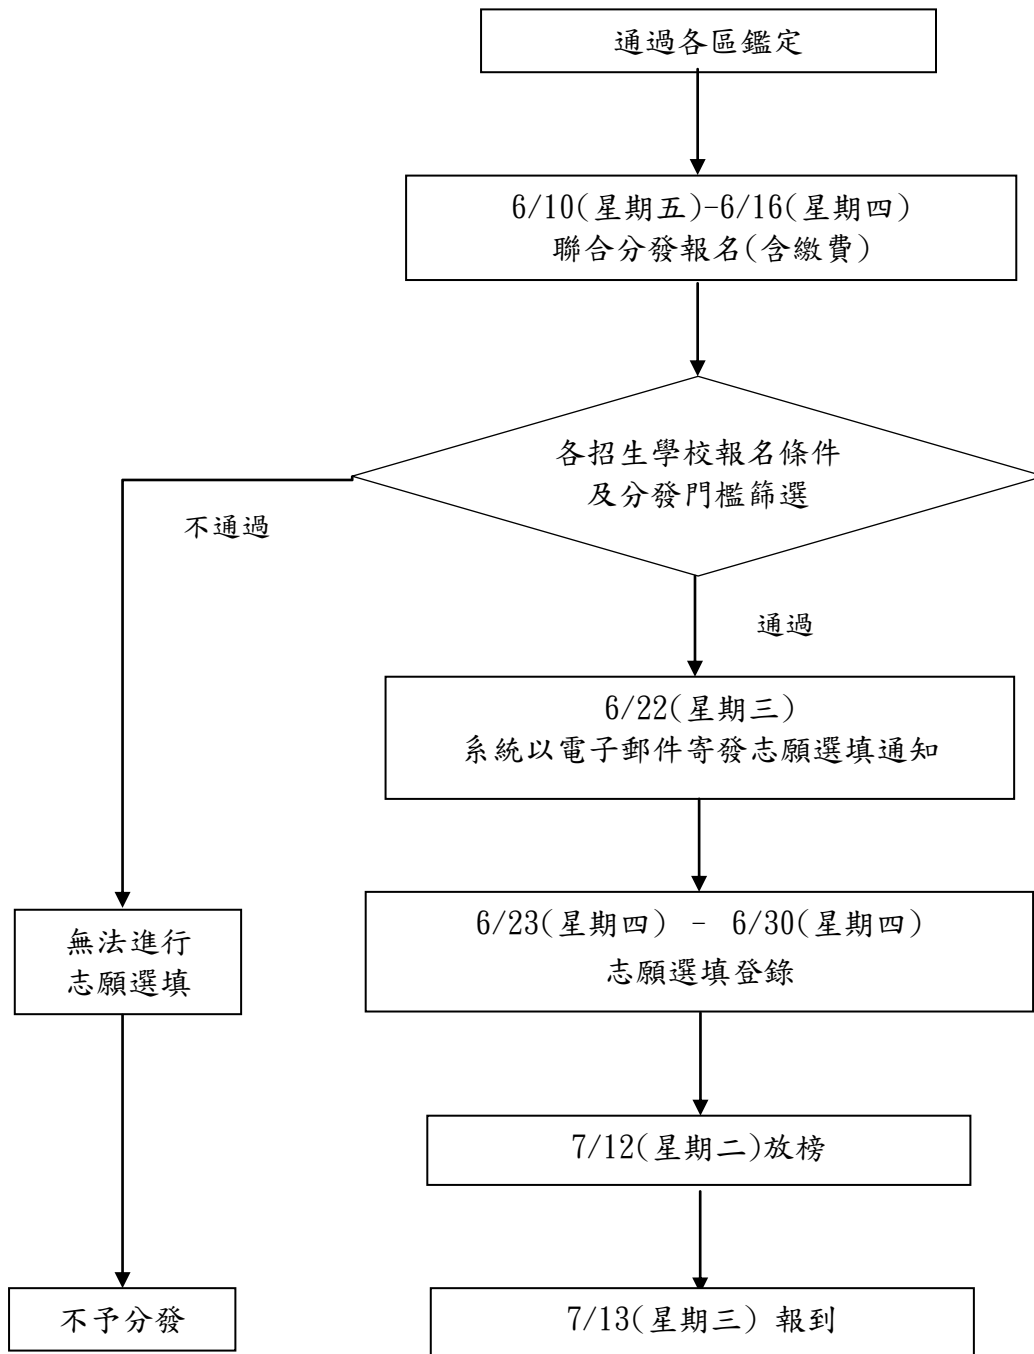 通過各區鑑定
6/10(星期五)-6/16(星期四)
聯合分發報名(含繳費)
各招生學校報名條件
及分發門檻篩選
不通過
通過
6/22(星期三)
系統以電子郵件寄發志願選填通知
6/23(星期四) - 6/30(星期四)
志願選填登錄
無法進行
志願選填
7/12(星期二)放榜
不予分發
7/13(星期三) 報到